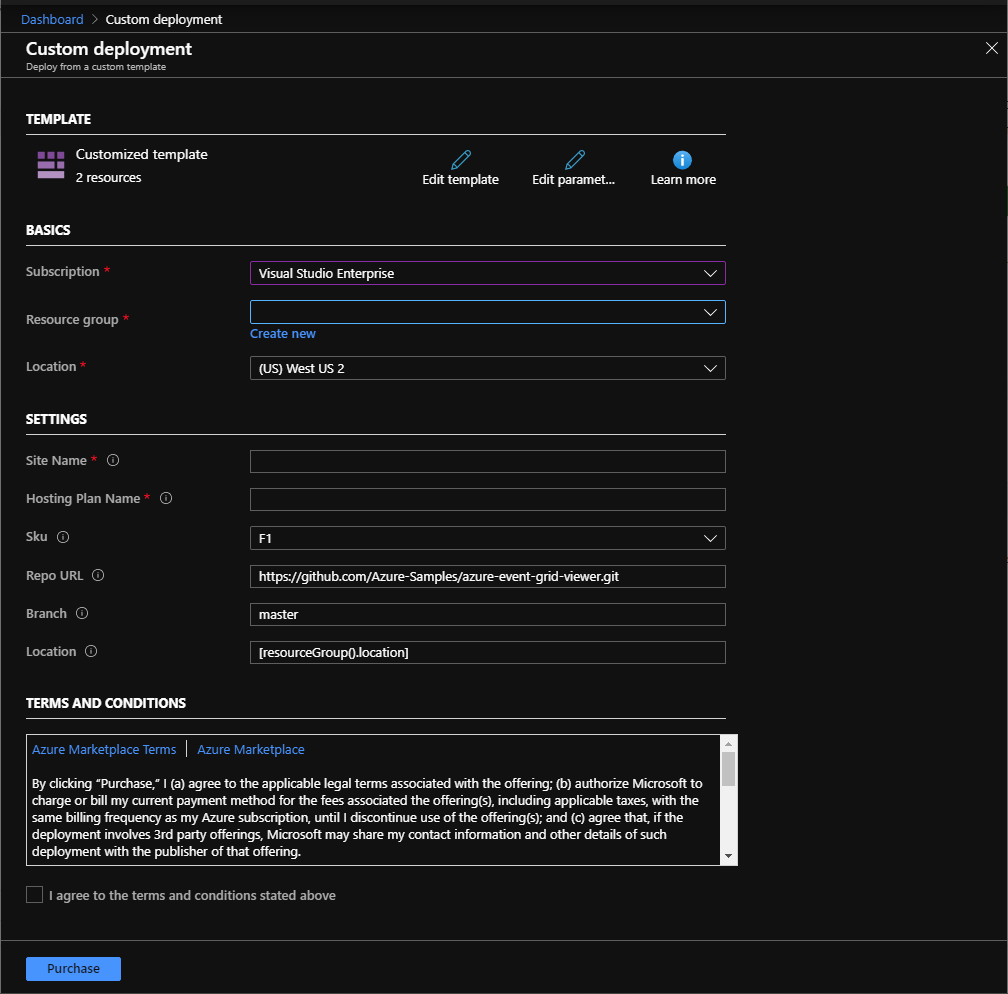 Dashboard > Custom deployment
Custom deployment
Deploy from a custom template
TEMPLATE
Customized template
2 resources
Edit template
Edit paramet...
Learn more
BASICS
Subscription *
Visual Studio Enterprise
Resource group *
Create new
Location *
(US) West US 2
SETTINGS
Site Name *
Hosting Plan Name *
Sku
F1
Repo URL
https://github.com/Azure-Samples/azure-event-grid-viewer.git
Branch
master
Location
[resourceGroup().location]
TERMS AND CONDITIONS
Azure Marketplace Terms | Azure Marketplace
By clicking “Purchase,” I (a) agree to the applicable legal terms associated with the offering; (b) authorize Microsoft to
charge or bill my current payment method for the fees associated the offering(s), including applicable taxes, with the
same billing frequency as my Azure subscription, until I discontinue use of the offering(s); and (c) agree that, if the
deployment involves 3rd party offerings, Microsoft may share my contact information and other details of such
deployment with the publisher of that offering.
I agree to the terms and conditions stated above
Purchase